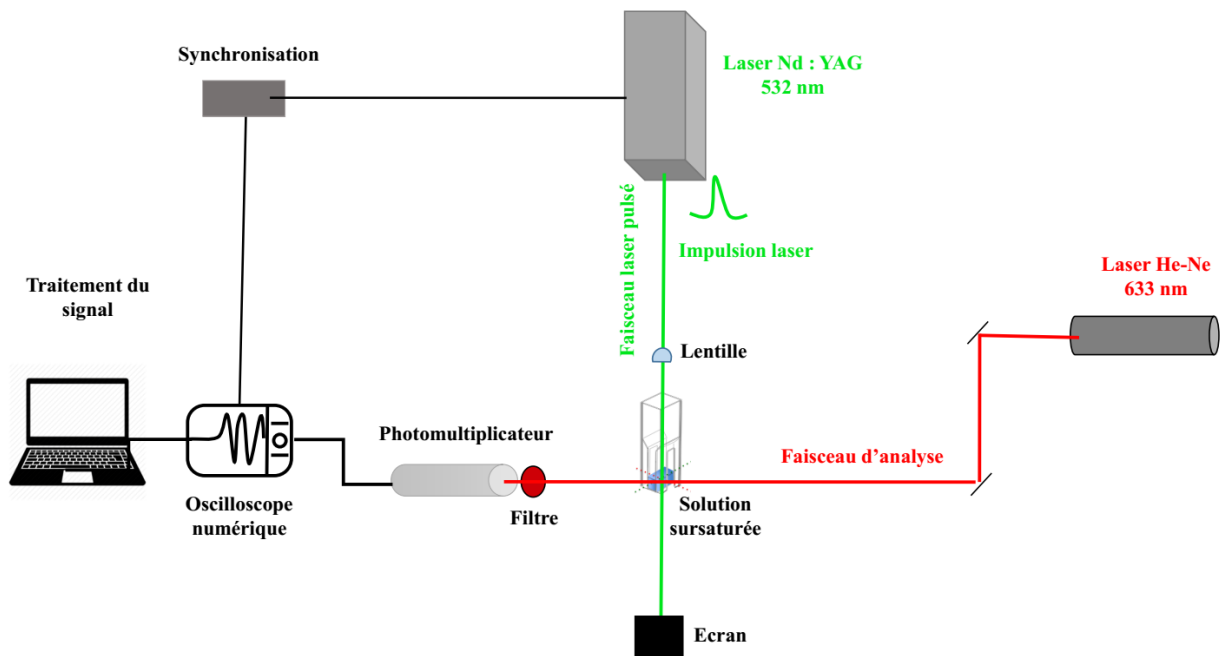 Synchronisation
Laser Nd : YAG
532 nm
Faisceau laser pulsé
Impulsion laser
Laser He-Ne
633 nm
Traitement du
signal
Lentille
Photomultiplicateur
Faisceau d'analyse
Oscilloscope
numérique
Filtre
Solution
sursaturée
Ecran